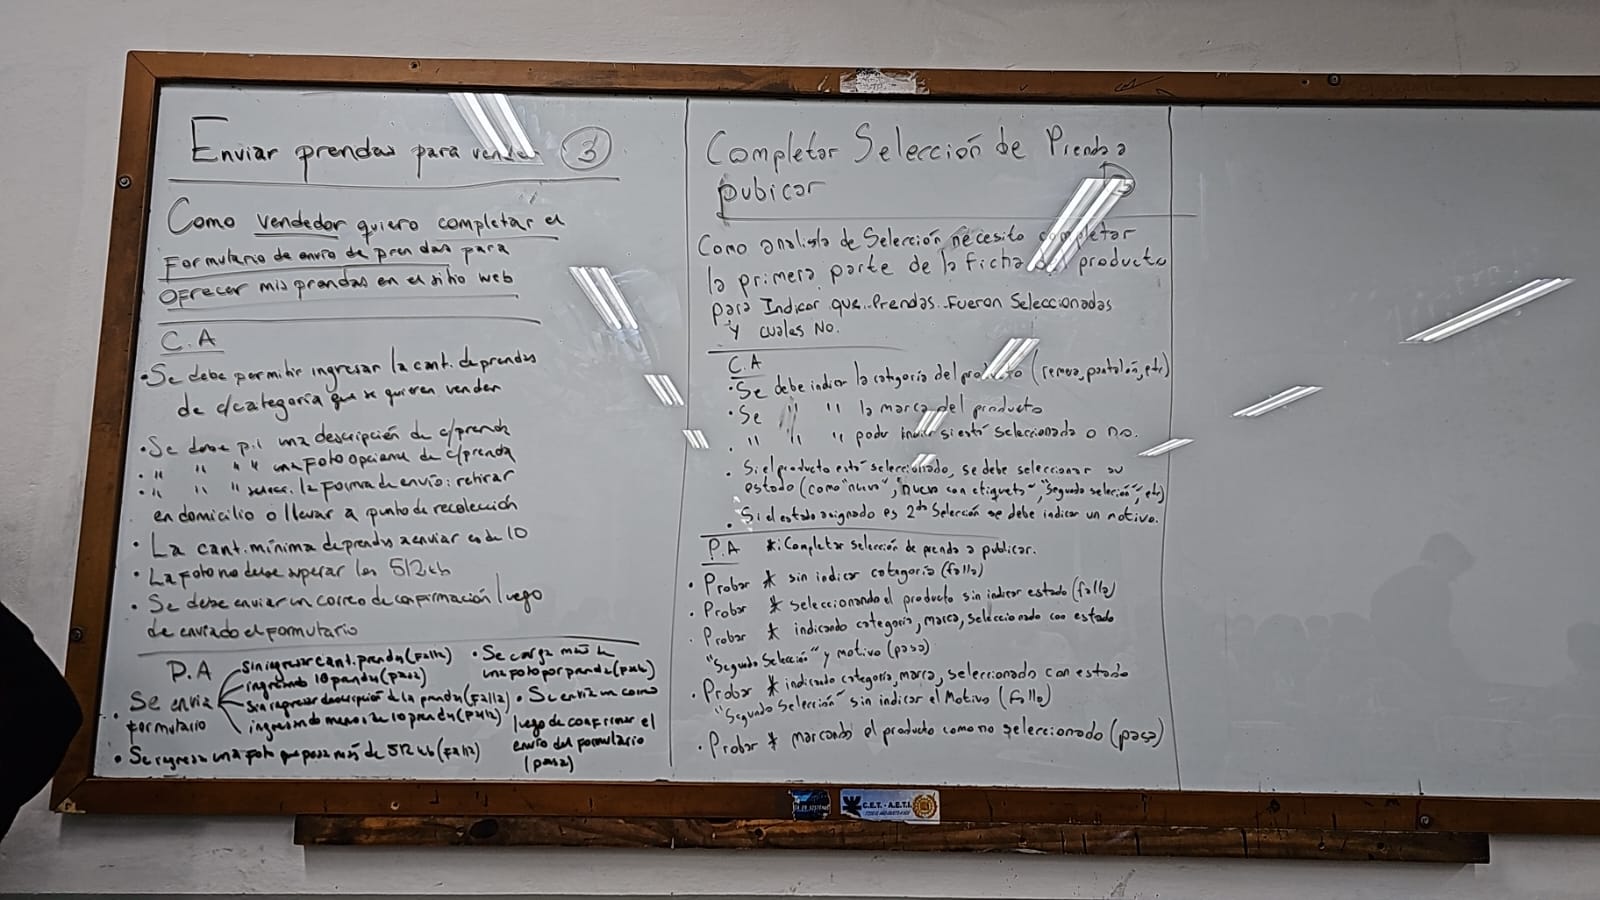 Enviar prendas para vender 3
Como vendedor quiero completar el
Formulario de envío de prendas para
ofrecer mis prendas en el sitio web
C.A
• Se debe permitir ingresar la cant. de prendas
de c/categoría que se quieren vender
• Se debe p.i una descripción de c/prenda
• " " " " una foto opcional de c/prenda
• " " " selecc. la forma de envío: retirar
en domicilio o llevar a punto de recolección
• La cant. mínima de prendas a enviar es de 10
• La foto no debe superar los 512 kb
• Se debe enviar un correo de confirmación luego
de enviado el formulario
P.A
• Se envia formulario
sin ingresar cant. prendas (Falla)
ingresando 10 prendas (pasa)
sin ingresar descripción de la prenda (Falla)
ingresando menos de 10 prendas (Falla)
• Se ingresa una foto que pesa más de 512 kb (Falla)
• Se carga más de
una foto por prenda
• Se envia un correo
luego de confirmar el
envío del formulario
(pasa)
Completar Selección de Prenda a
pubicar
Como analista de Selección necesito completar
la primera parte de la ficha del producto
para Indicar que Prendas Fueron Seleccionadas
y cuales No.
C.A
• Se debe indicar la categoría del producto (remera, pantalón, etc)
• Se " " la marca del producto
• " " " poder indicar si está seleccionada o no.
• Si el producto está seleccionado, se debe seleccionar su
estado (como "nuevo", "nuevo con etiqueta", "Segunda selección", etc)
• Si el estado asignado es 2da Selección se debe indicar un motivo.
P.A *: Completar selección de prenda a publicar.
• Probar * sin indicar categoría (falla)
• Probar * seleccionando el producto sin indicar estado (falla)
• Probar * indicando categoría, marca, seleccionado con estado
"Segunda Selección" y motivo (pasa)
• Probar * indicando categoría, marca, seleccionado con estado
"Segunda Selección" sin indicar el Motivo (falla)
• Probar * marcando el producto como no seleccionado (pasa)
C.E.T. - A.E.T.I.